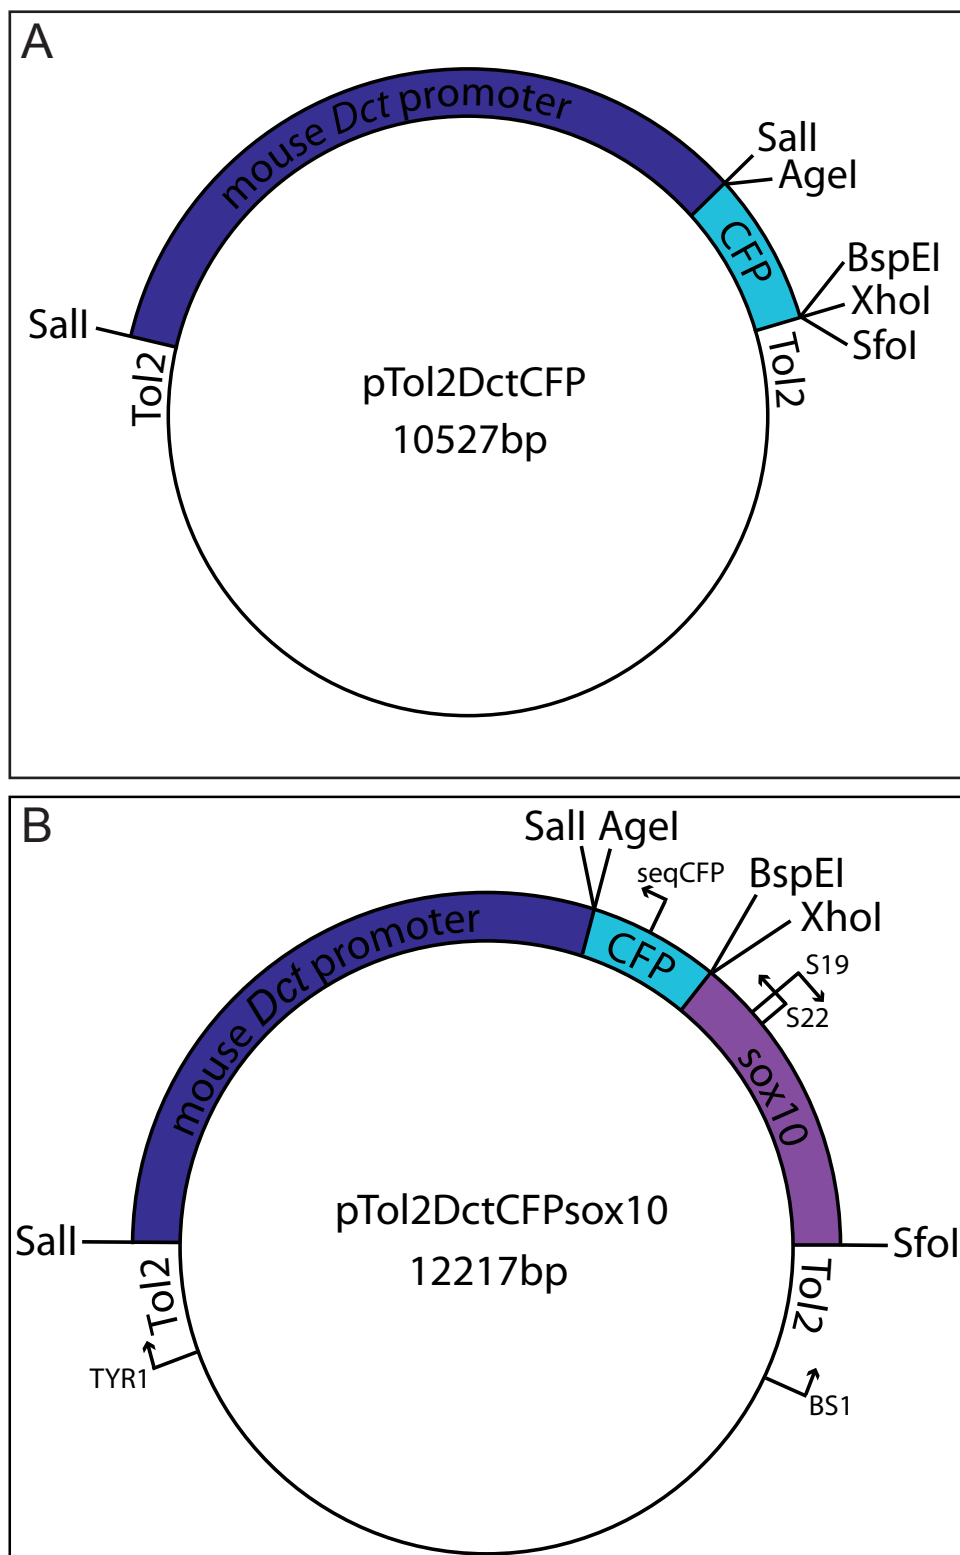 A
mouse Dct promoter
SalI
AgeI
CFP
BspEI
XhoI
SfoI
SalI
Tol2
Tol2
pTol2DctCFP
10527bp
B
SalI AgeI
seqCFP
BspEI
XhoI
mouse Dct promoter
CFP
S19
S22
sox10
pTol2DctCFPsox10
12217bp
SalI
SfoI
Tol2
Tol2
TYR1
BS1